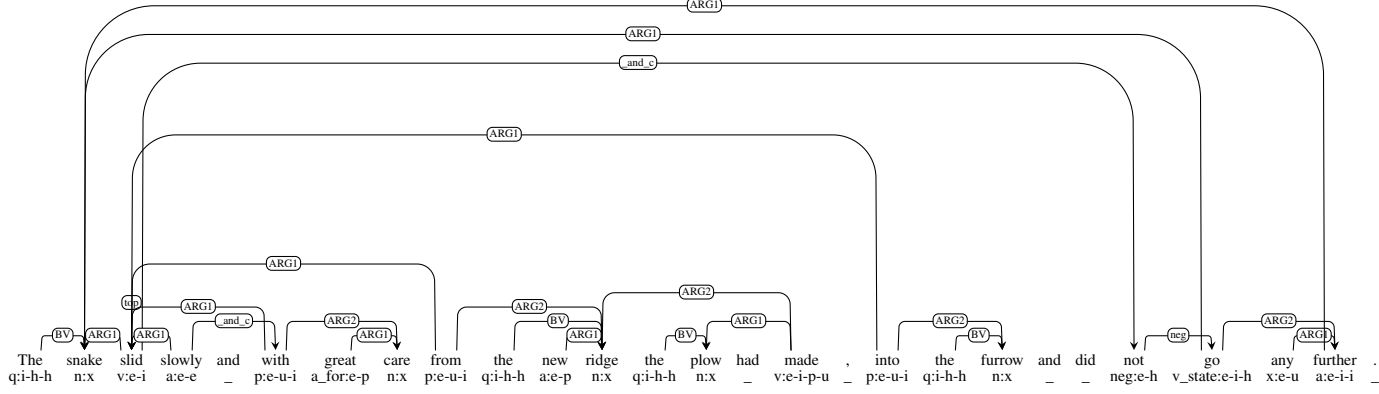 ARG1
ARG1
_and_c
ARG1
ARG1
ARG2
top ARG1 ARG2
_and_c ARG2 BV ARG1 ARG2 ARG2
BV ARG1 ARG1 ARG1 ARG1 BV BV neg ARG1
The snake slid slowly and with great care from the new ridge the plow had made , into the furrow and did not go any further .
q:i-h-h n:x v:e-i a:e-e _ p:e-u-i a_for:e-p n:x p:e-u-i q:i-h-h a:e-p n:x q:i-h-h n:x _ v:e-i-p-u _ p:e-u-i q:i-h-h n:x _ _ neg:e-h v_state:e-i-h x:e-u a:e-i-i _